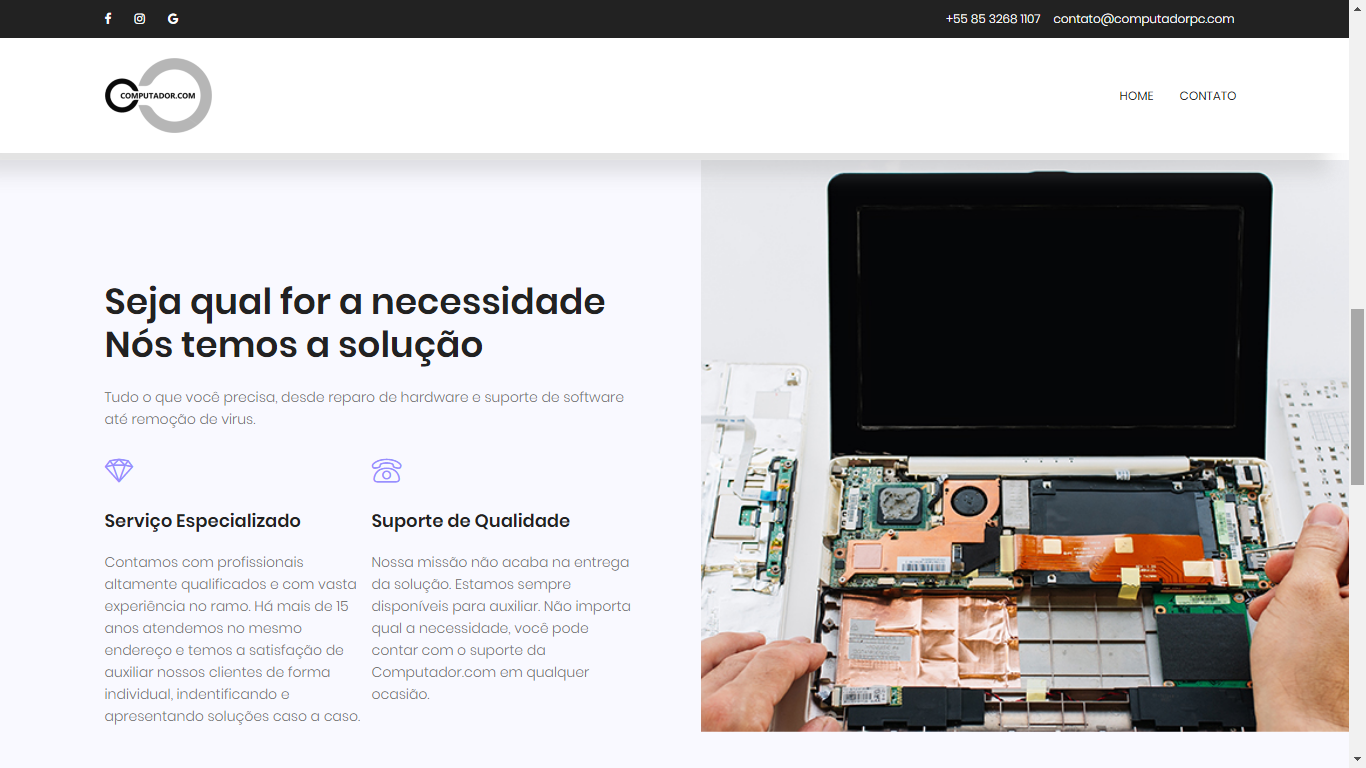 +55 85 3268 1107 contato@computadorpc.com
COMPUTADOR.COM
HOME CONTATO
Seja qual for a necessidade
Nós temos a solução
Tudo o que você precisa, desde reparo de hardware e suporte de software
até remoção de virus.
Serviço Especializado
Contamos com profissionais
altamente qualificados e com vasta
experiência no ramo. Há mais de 15
anos atendemos no mesmo
endereço e temos a satisfação de
auxiliar nossos clientes de forma
individual, indentificando e
apresentando soluções caso a caso.
Suporte de Qualidade
Nossa missão não acaba na entrega
da solução. Estamos sempre
disponíveis para auxiliar. Não importa
qual a necessidade, você pode
contar com o suporte da
Computador.com em qualquer
ocasião.